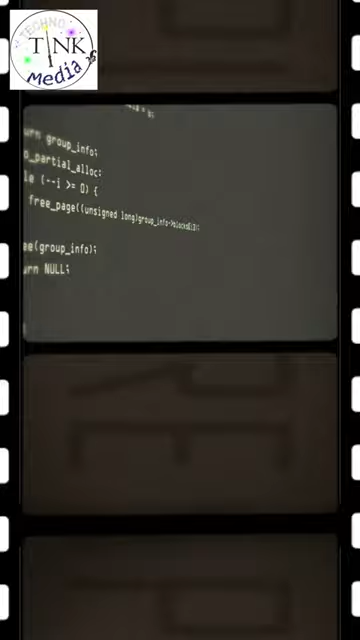 TECHNO
TINK
Media
urn group_info;
o_partial_alloc:
le (--i >= 0) {
free_page((unsigned long)group_info->blocks[i]);
ee(group_info);
urn NULL;